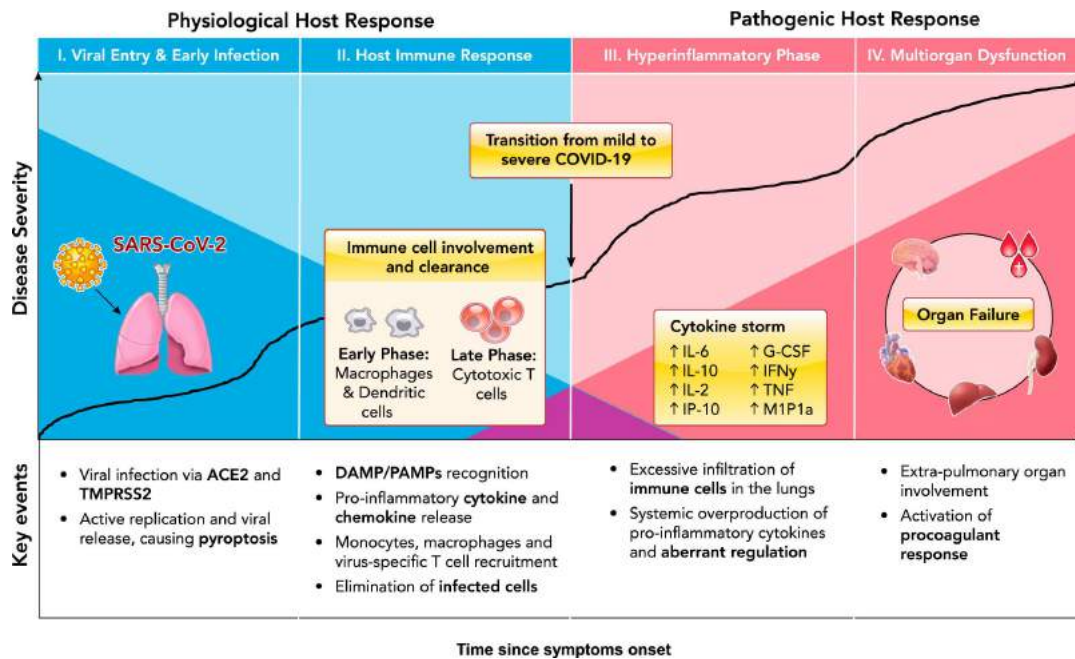 Physiological Host Response
Pathogenic Host Response
I. Viral Entry & Early Infection
II. Host Immune Response
III. Hyperinflammatory Phase
IV. Multiorgan Dysfunction
Disease Severity
Transition from mild to
severe COVID-19
SARS-CoV-2
Immune cell involvement
and clearance
Early Phase:
Macrophages
& Dendritic
cells
Late Phase:
Cytotoxic T
cells
Cytokine storm
↑ IL-6
↑ IL-10
↑ IL-2
↑ IP-10
↑ G-CSF
↑ IFNy
↑ TNF
↑ M1P1a
Organ Failure
Key events
• Viral infection via ACE2 and
TMPRSS2
• Active replication and viral
release, causing pyroptosis
• DAMP/PAMPs recognition
• Pro-inflammatory cytokine and
chemokine release
• Monocytes, macrophages and
virus-specific T cell recruitment
• Elimination of infected cells
• Excessive infiltration of
immune cells in the lungs
• Systemic overproduction of
pro-inflammatory cytokines
and aberrant regulation
• Extra-pulmonary organ
involvement
• Activation of
procoagulant
response
Time since symptoms onset